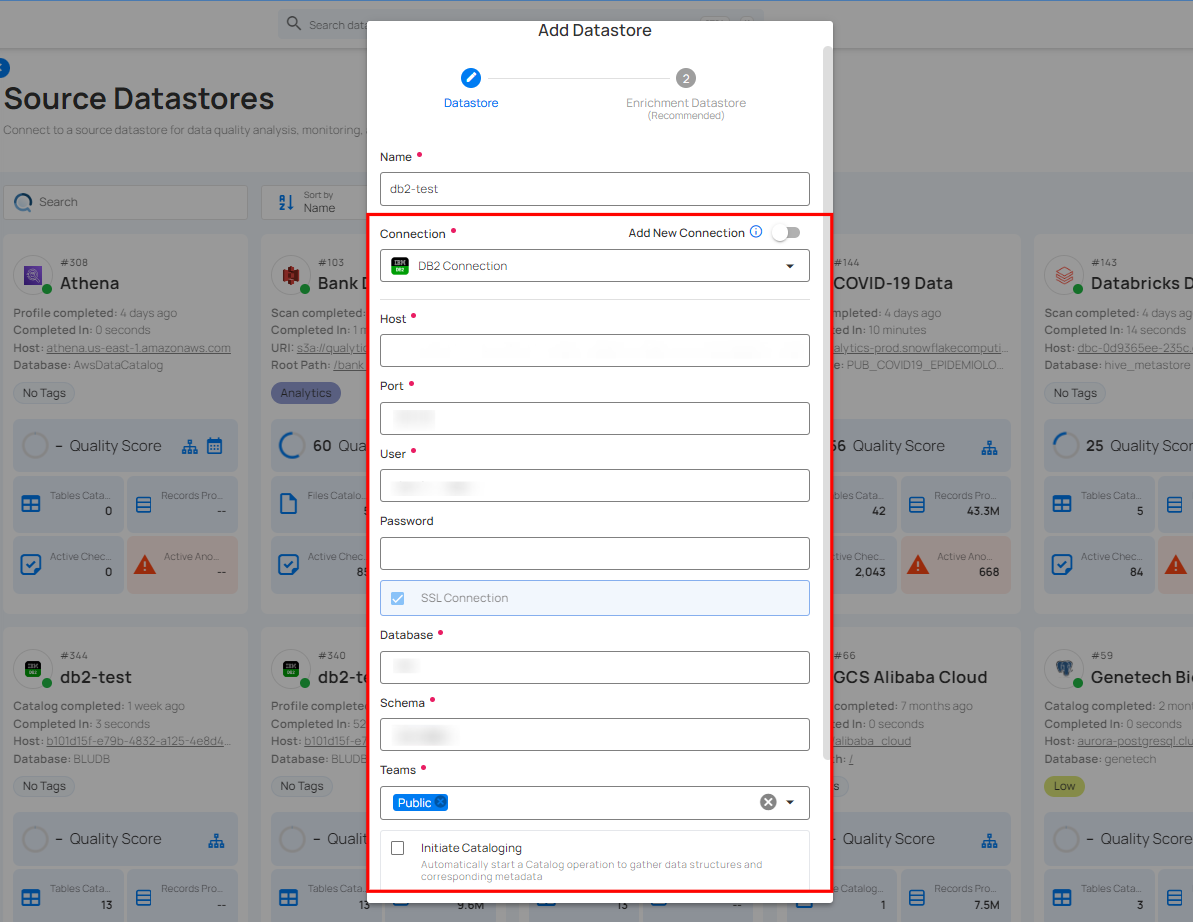 Search data
Add Datastore
2
Datastore
Enrichment Datastore
(Recommended)
Source Datastores
Connect to a source datastore for data quality analysis, monitoring,
Name
db2-test
Search
Sort by
Name
Connection
Add New Connection
DB2 Connection
Host
Port
User
Password
SSL Connection
Database
Schema
Teams
Public
Initiate Cataloging
Automatically start a Catalog operation to gather data structures and
corresponding metadata
#308
Athena
Profile completed: 4 days ago
Completed In: 0 seconds
Host: athena.us-east-1.amazonaws.com
Database: AwsDataCatalog
No Tags
– Quality Score
Tables Cata...
0
Records Pro...
--
Active Chec...
0
Active Ano...
--
#103
Bank D
Scan completed:
Completed In: 1 m
URI: s3a://qualytic
Root Path: /bank
Analytics
60 Qua
Files Catalo...
Active Chec...
85
#144
COVID-19 Data
mpleted: 4 days ago
ed In: 10 minutes
alytics-prod.snowflakecomputi...
e: PUB_COVID19_EPIDEMIOLO...
56 Quality Score
bles Cata...
42
Records Pro...
43.3M
ctive Chec...
2,043
Active Ano...
668
#143
Databricks D
Scan completed: 4 days ag
Completed In: 14 seconds
Host: dbc-0d9365ee-235c.
Database: hive_metastore
No Tags
25 Quality Scor
Tables Cata...
5
Active Chec...
84
#344
db2-test
Catalog completed: 1 week ago
Completed In: 3 seconds
Host: b101d15f-e79b-4832-a125-4e8d4...
Database: BLUDB
No Tags
– Quality Score
Tables Cata...
13
Records Pro...
--
#340
db2-te
Profile completed:
Completed In: 52
Host: b101d15f-e7
Database: BLUDB
No Tags
– Qualit
Tables Cata...
13
9.6M
13
--
#66
GCS Alibaba Cloud
completed: 7 months ago
ed In: 0 seconds
alibaba_cloud
th: /
s
Quality Score
Catalog...
1
Records Pro...
7.5M
#59
Genetech Bi
Catalog completed: 2 mont
Completed In: 0 seconds
Host: aurora-postgresql.clu
Database: genetech
Low
– Quality Scor
Tables Cata...
3